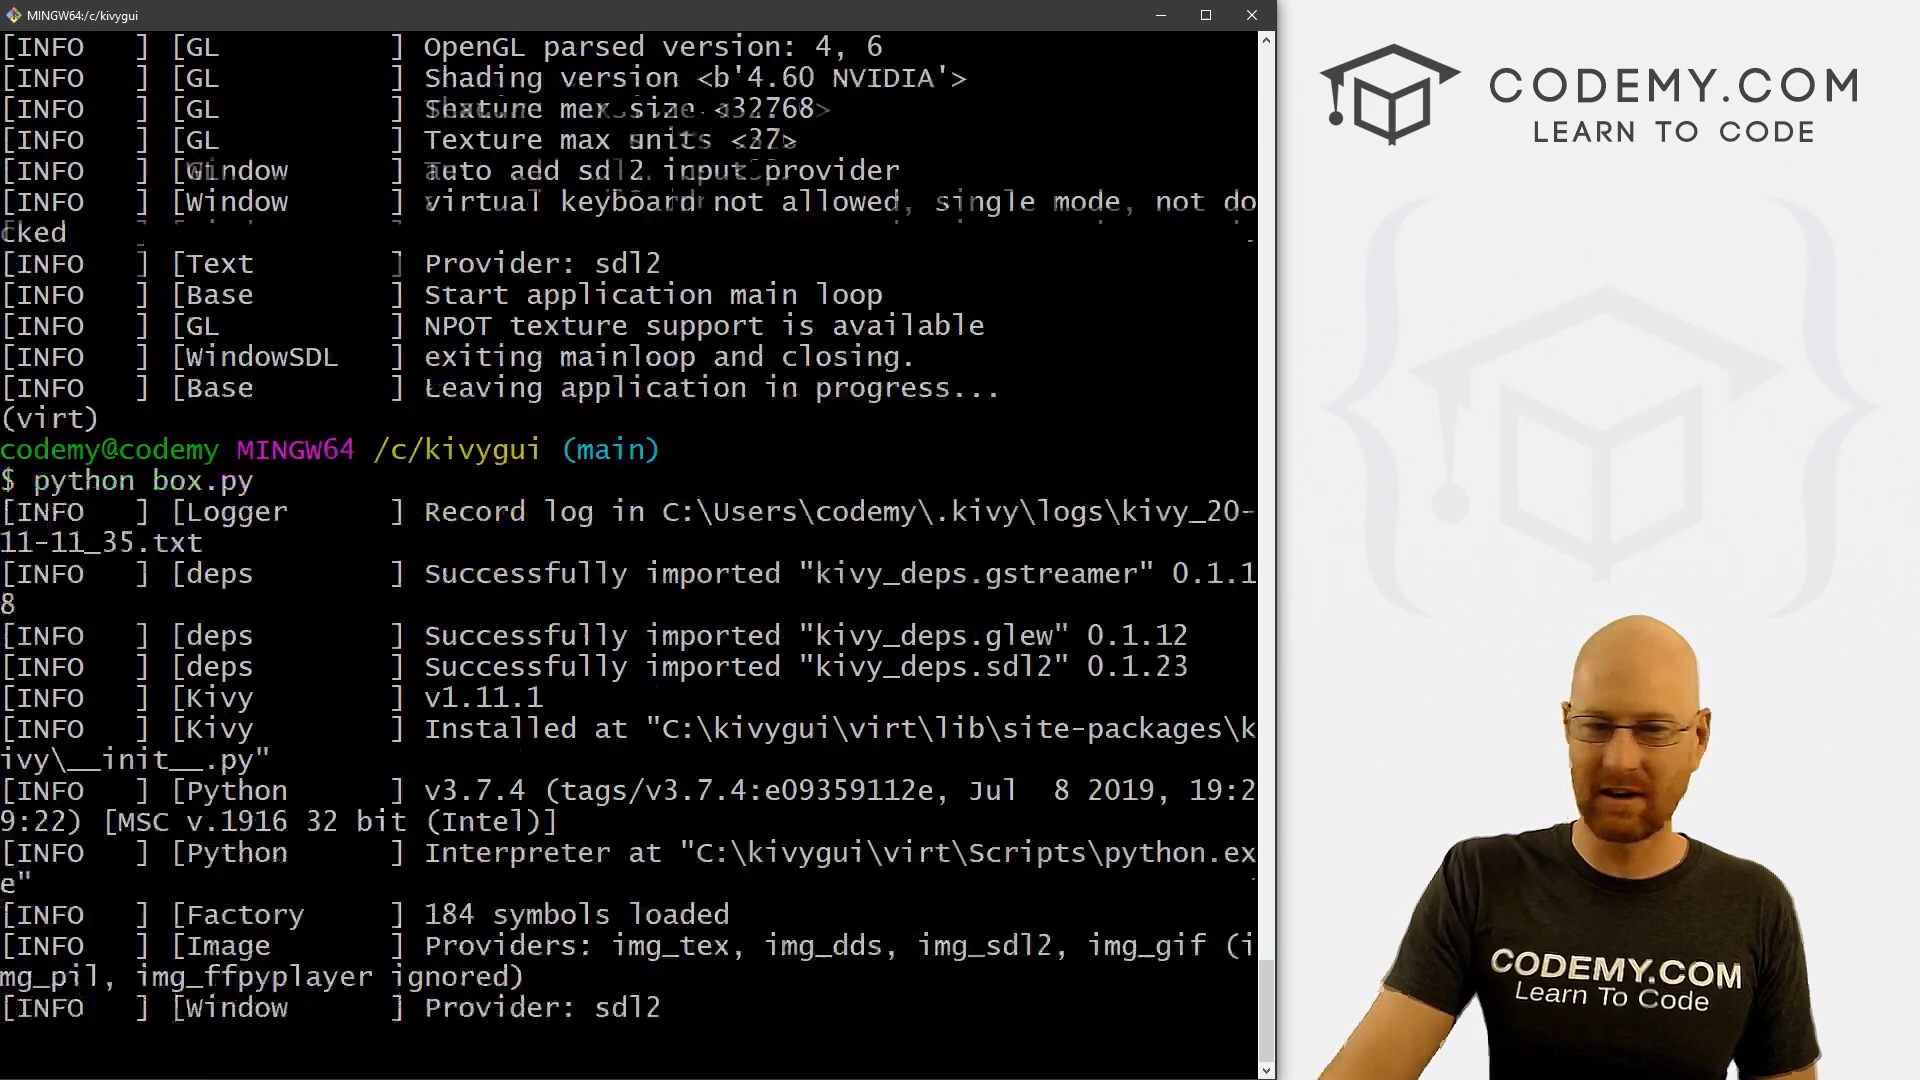 MINGW64:/c/kivygui
[INFO   ] [GL          ] OpenGL parsed version: 4, 6
[INFO   ] [GL          ] Shading version <b'4.60 NVIDIA'>
[INFO   ] [GL          ] Texture max size <32768>
[INFO   ] [GL          ] Texture max units <32>
[INFO   ] [Window      ] auto add sdl2 input provider
[INFO   ] [Window      ] virtual keyboard not allowed, single mode, not do
cked
[INFO   ] [Text        ] Provider: sdl2
[INFO   ] [Base        ] Start application main loop
[INFO   ] [GL          ] NPOT texture support is available
[INFO   ] [WindowSDL   ] exiting mainloop and closing.
[INFO   ] [Base        ] Leaving application in progress...
(virt)
codemy@codemy MINGW64 /c/kivygui (main)
$ python box.py
[INFO   ] [Logger      ] Record log in C:\Users\codemy\.kivy\logs\kivy_20-
11-11_35.txt
[INFO   ] [deps        ] Successfully imported "kivy_deps.gstreamer" 0.1.1
8
[INFO   ] [deps        ] Successfully imported "kivy_deps.glew" 0.1.12
[INFO   ] [deps        ] Successfully imported "kivy_deps.sdl2" 0.1.23
[INFO   ] [Kivy        ] v1.11.1
[INFO   ] [Kivy        ] Installed at "C:\kivygui\virt\lib\site-packages\k
ivy\__init__.py"
[INFO   ] [Python      ] v3.7.4 (tags/v3.7.4:e09359112e, Jul  8 2019, 19:2
9:22) [MSC v.1916 32 bit (Intel)]
[INFO   ] [Python      ] Interpreter at "C:\kivygui\virt\Scripts\python.ex
e"
[INFO   ] [Factory     ] 184 symbols loaded
[INFO   ] [Image       ] Providers: img_tex, img_dds, img_sdl2, img_gif (i
mg_pil, img_ffpyplayer ignored)
[INFO   ] [Window      ] Provider: sdl2
CODEMY.COM
LEARN TO CODE
CODEMY.COM
Learn To Code